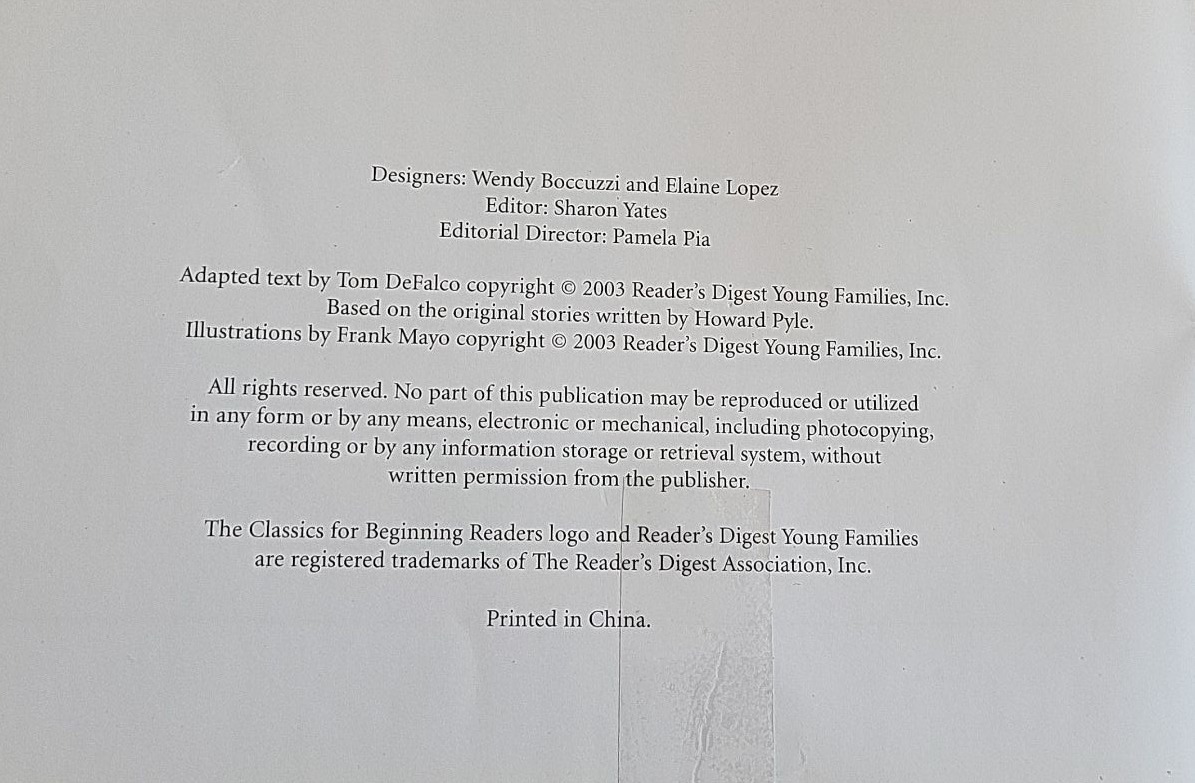 Designers: Wendy Boccuzzi and Elaine Lopez
Editor: Sharon Yates
Editorial Director: Pamela Pia
Adapted text by Tom DeFalco copyright © 2003 Reader's Digest Young Families, Inc.
Based on the original stories written by Howard Pyle.
Illustrations by Frank Mayo copyright © 2003 Reader's Digest Young Families, Inc.
All rights reserved. No part of this publication may be reproduced or utilized
in any form or by any means, electronic or mechanical, including photocopying,
recording or by any information storage or retrieval system, without
written permission from the publisher.
The Classics for Beginning Readers logo and Reader's Digest Young Families
are registered trademarks of The Reader's Digest Association, Inc.
Printed in China.